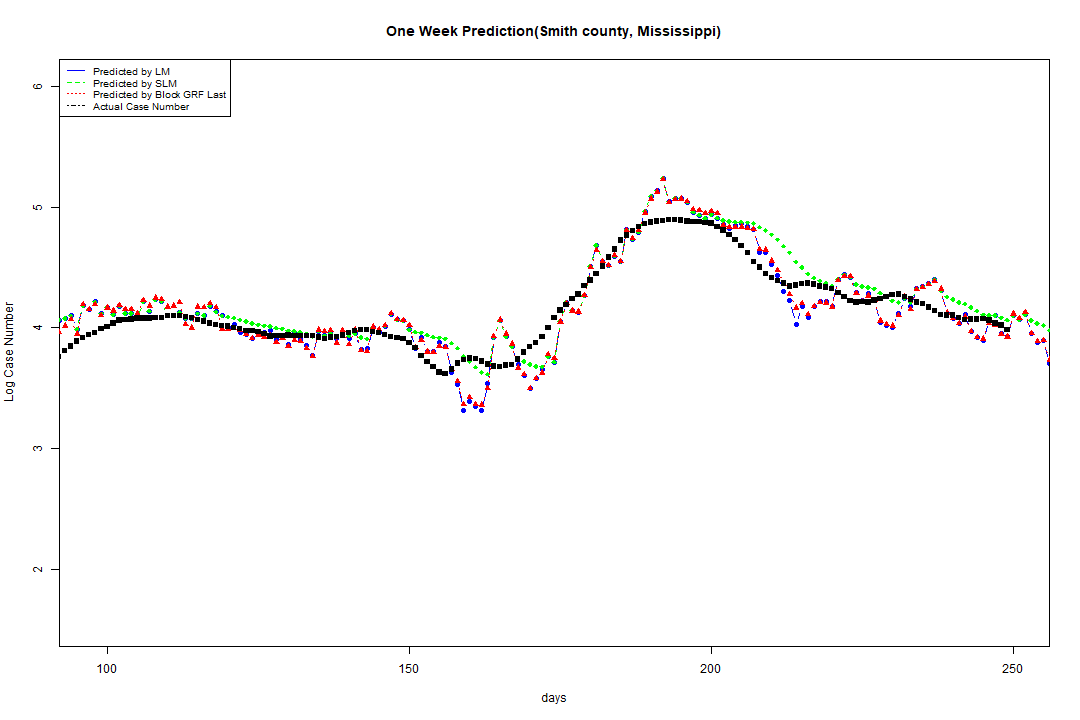 One Week Prediction(Smith county, Mississippi)
Predicted by LM
Predicted by SLM
Predicted by Block GRF Last
Actual Case Number
6
5
4
3
2
Log Case Number
100 150 200 250
days